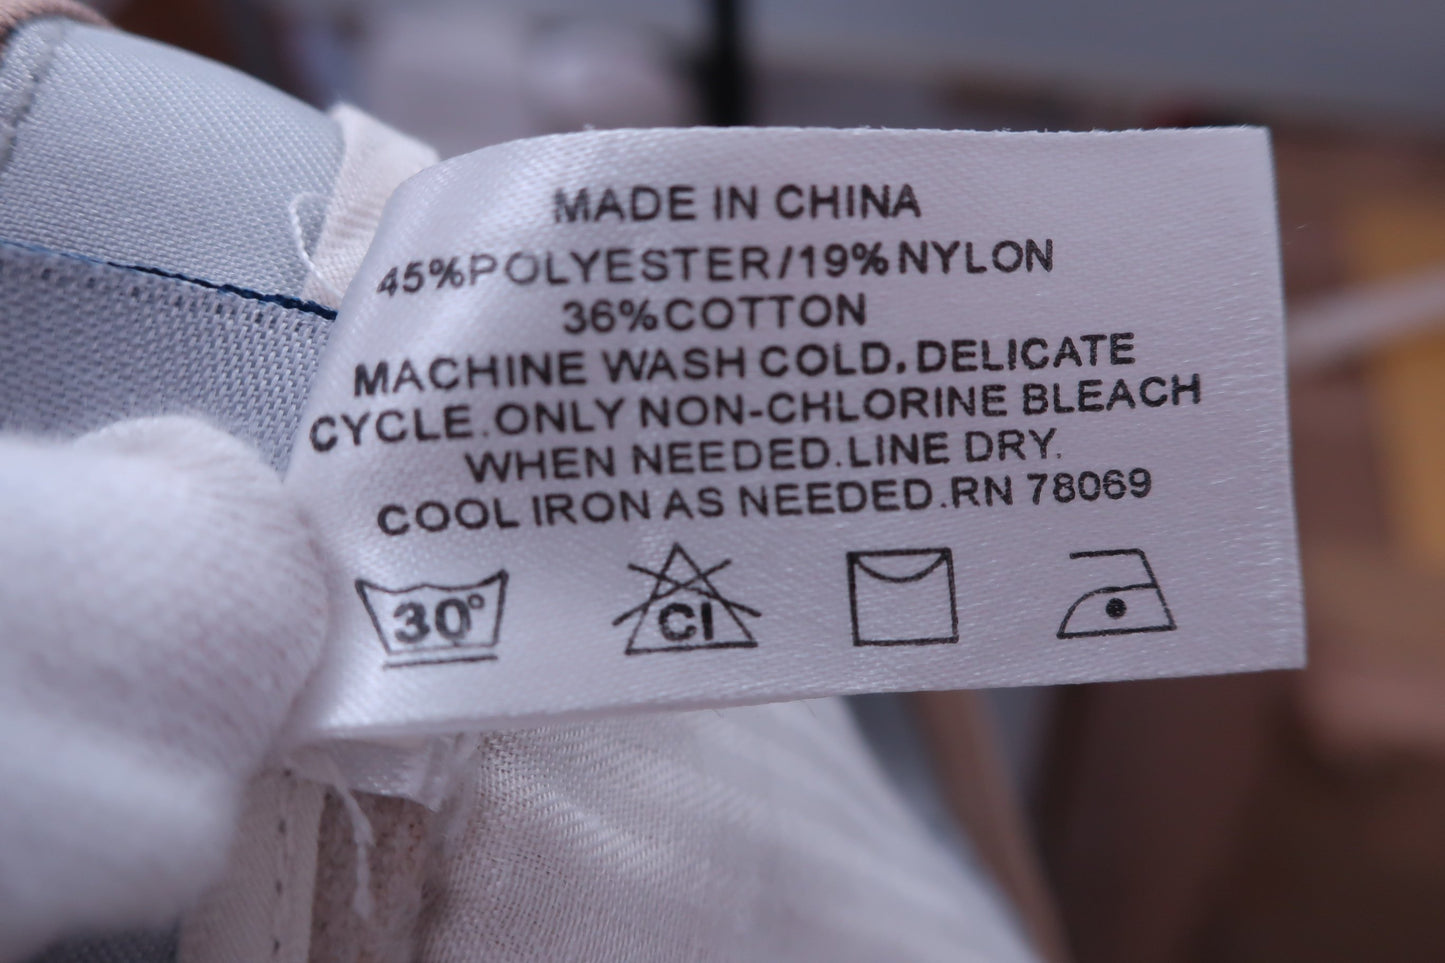 MADE IN CHINA
45%POLYESTER/19%NYLON
36%COTTON
MACHINE WASH COLD.DELICATE
CYCLE.ONLY NON-CHLORINE BLEACH
WHEN NEEDED.LINE DRY.
COOL IRON AS NEEDED.RN 78069
30° Cl